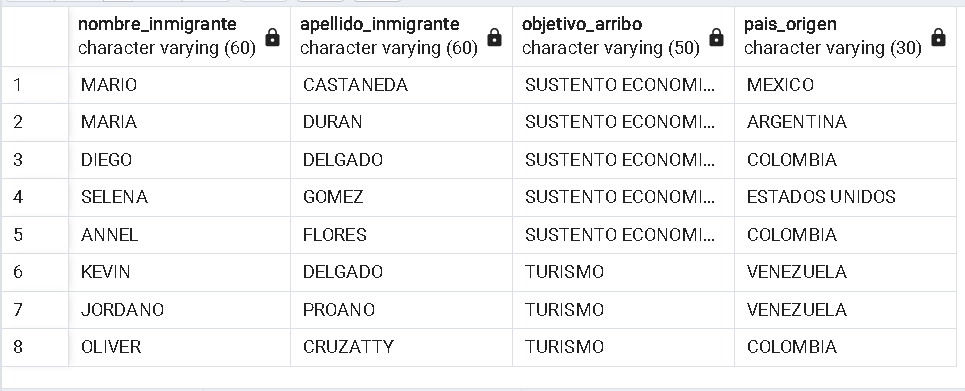 nombre_inmigrante apellido_inmigrante objetivo_arribo pais_origen
character varying (60) character varying (60) character varying (50) character varying (30)
1 MARIO CASTANEDA SUSTENTO ECONOMI... MEXICO
2 MARIA DURAN SUSTENTO ECONOMI... ARGENTINA
3 DIEGO DELGADO SUSTENTO ECONOMI... COLOMBIA
4 SELENA GOMEZ SUSTENTO ECONOMI... ESTADOS UNIDOS
5 ANNEL FLORES SUSTENTO ECONOMI... COLOMBIA
6 KEVIN DELGADO TURISMO VENEZUELA
7 JORDANO PROANO TURISMO VENEZUELA
8 OLIVER CRUZATTY TURISMO COLOMBIA